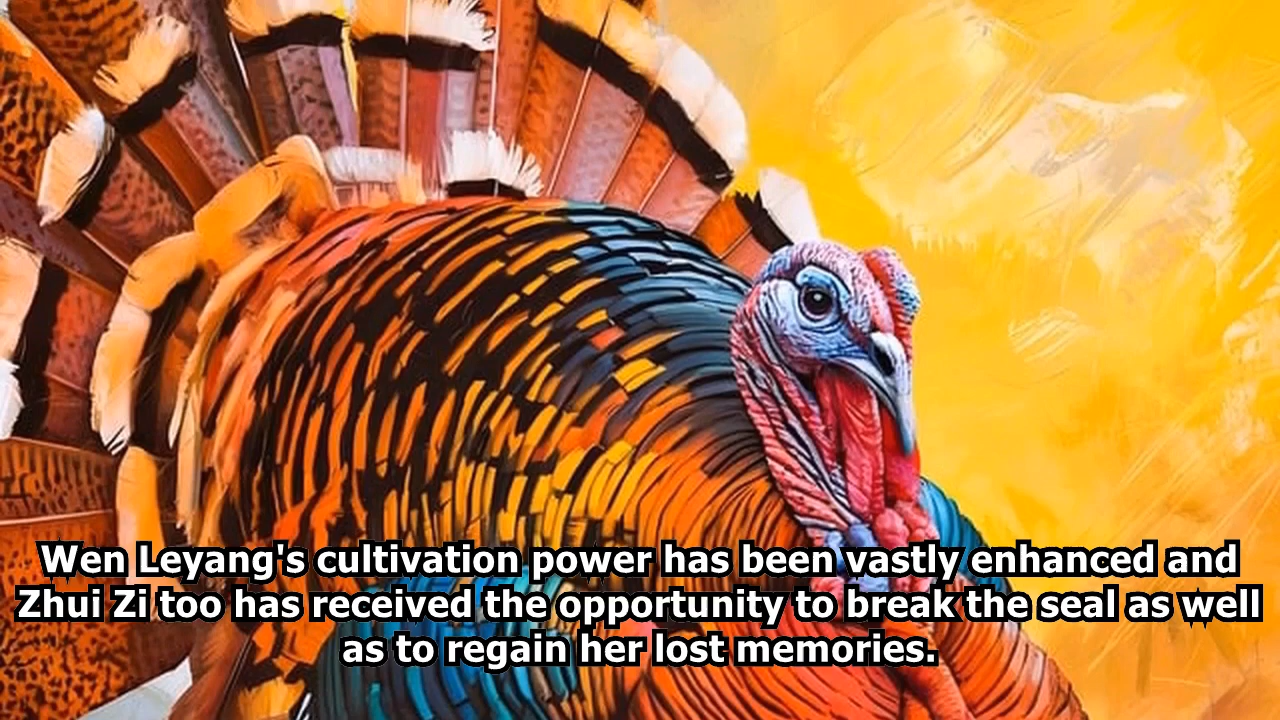 Wen Leyang's cultivation power has been vastly enhanced and
Zhui Zi too has received the opportunity to break the seal as well
as to regain her lost memories.